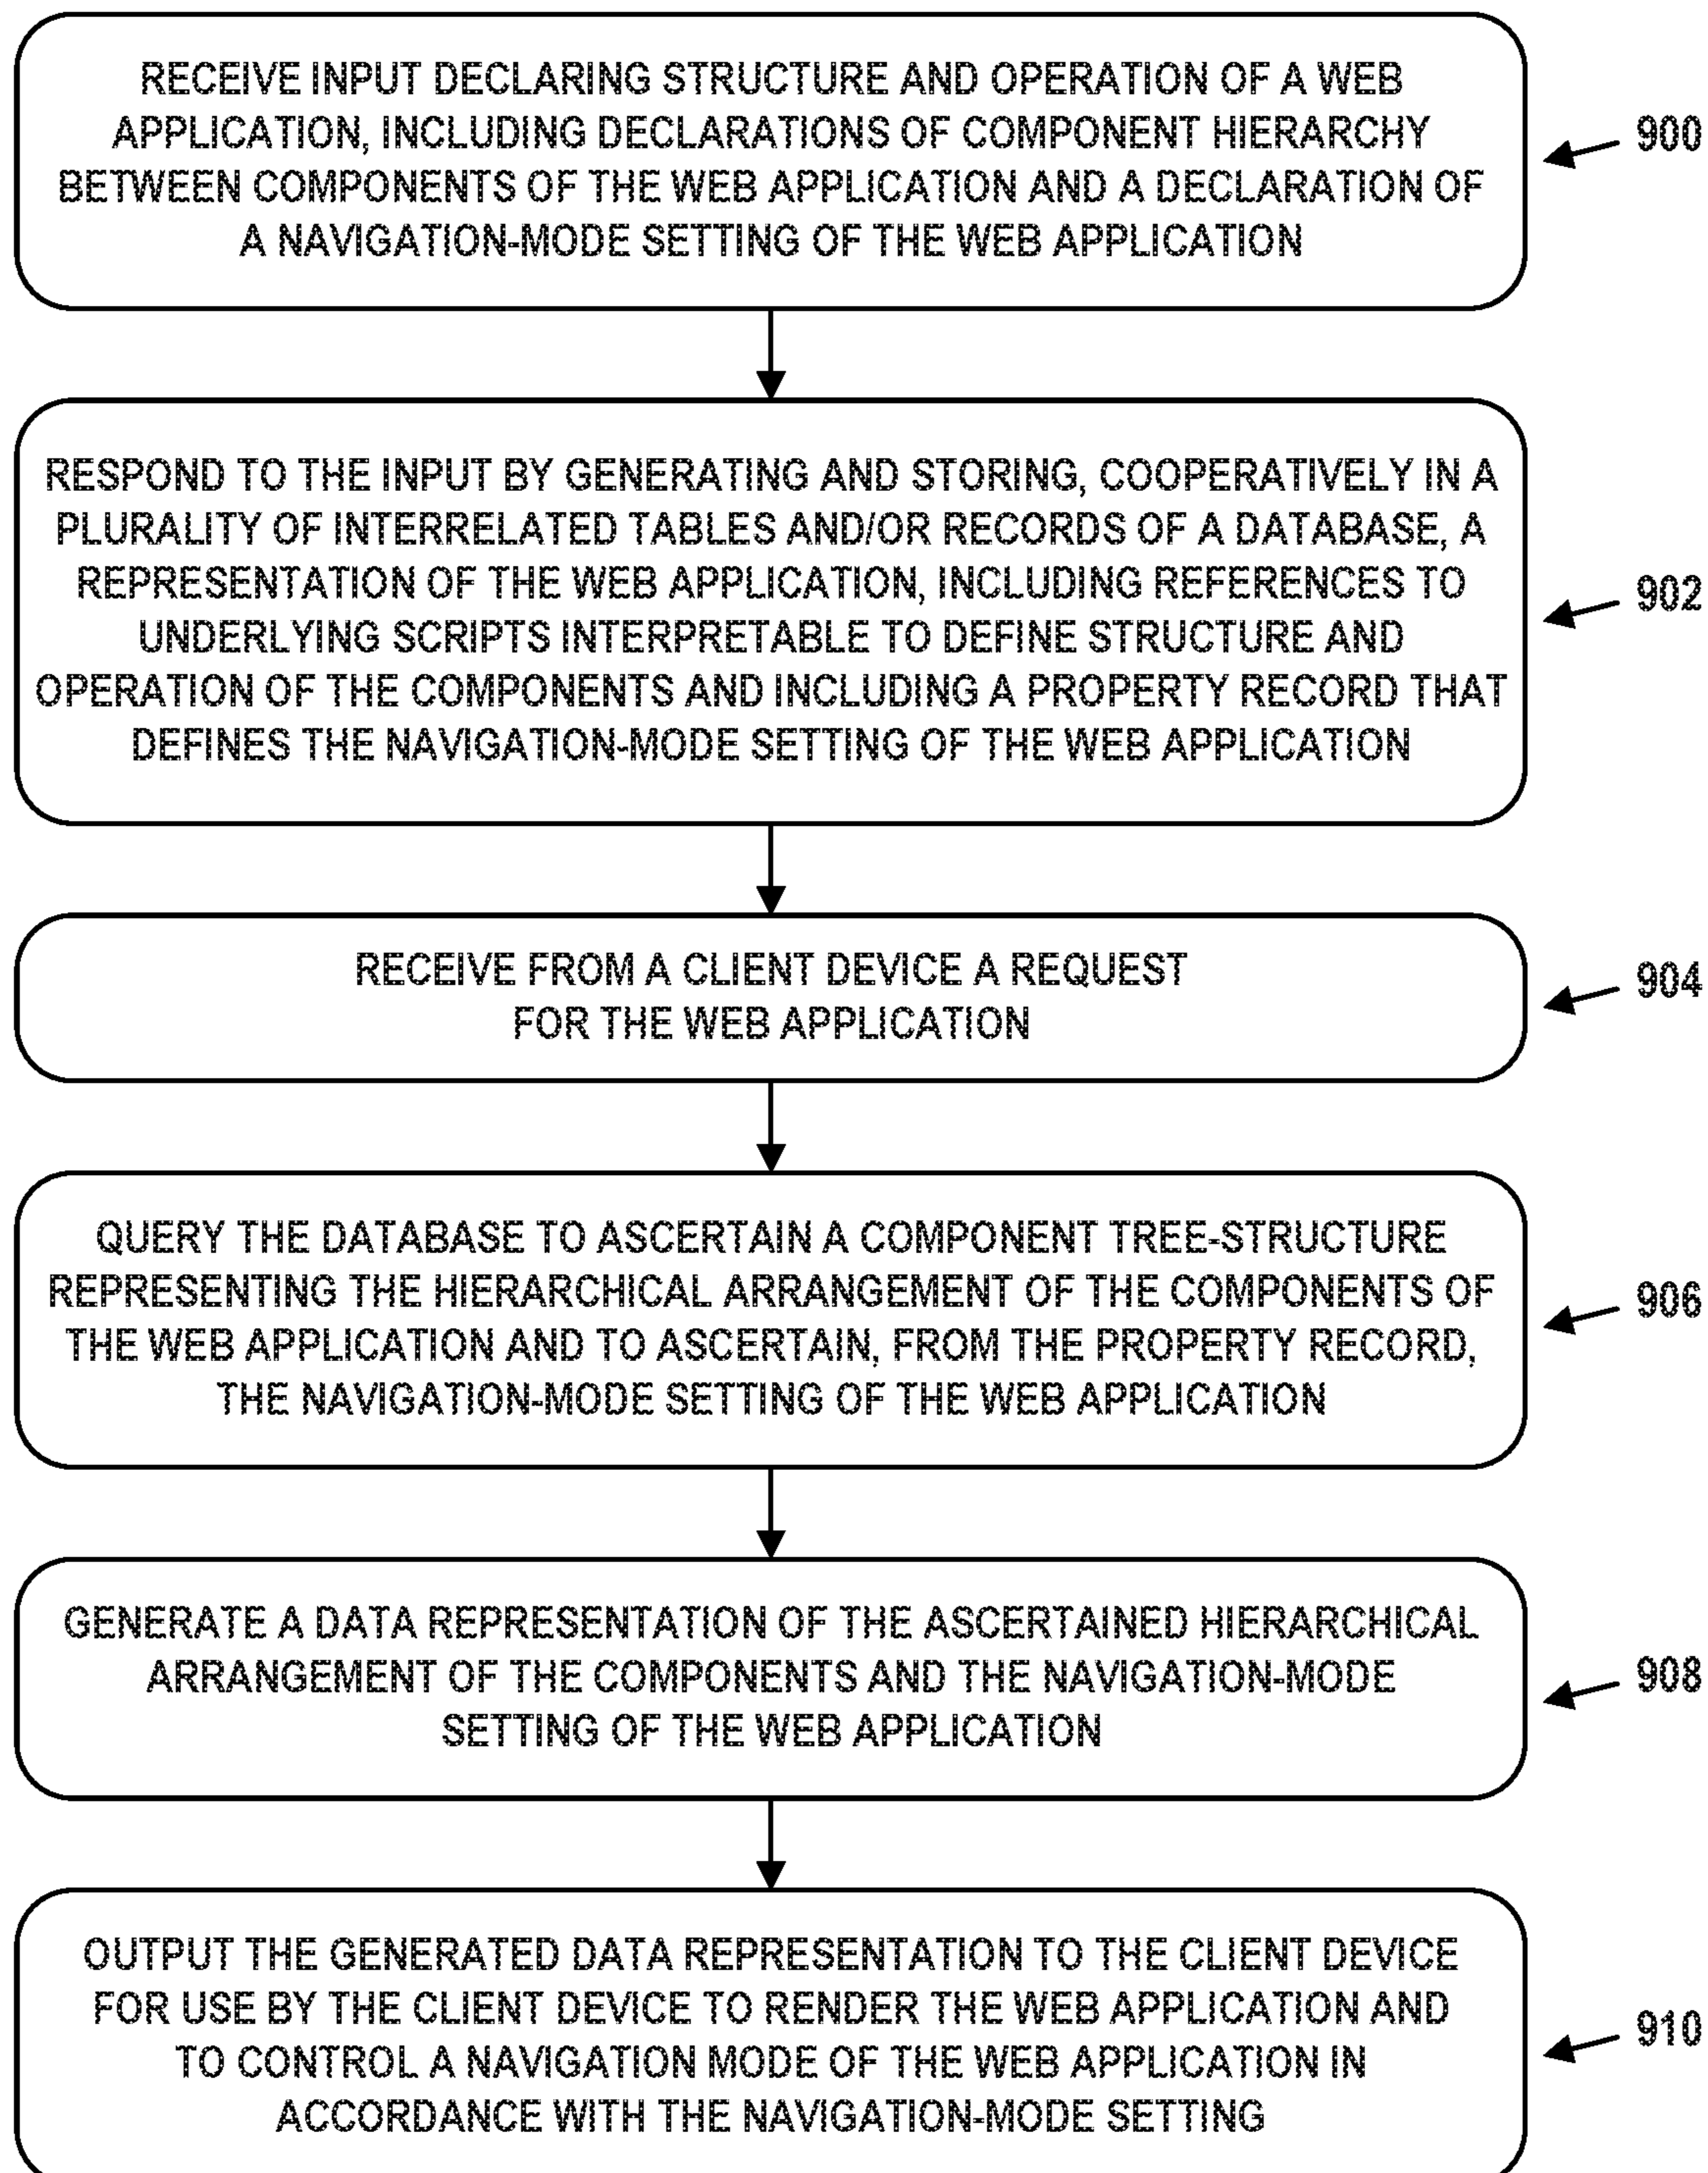 RECEIVE INPUT DECLARING STRUCTURE AND OPERATION OF A WEB
APPLICATION, INCLUDING DECLARATIONS OF COMPONENT HIERARCHY
BETWEEN COMPONENTS OF THE WEB APPLICATION AND A DECLARATION OF
A NAVIGATION-MODE SETTING OF THE WEB APPLICATION
900
RESPOND TO THE INPUT BY GENERATING AND STORING, COOPERATIVELY IN A
PLURALITY OF INTERRELATED TABLES AND/OR RECORDS OF A DATABASE, A
REPRESENTATION OF THE WEB APPLICATION, INCLUDING REFERENCES TO
UNDERLYING SCRIPTS INTERPRETABLE TO DEFINE STRUCTURE AND
OPERATION OF THE COMPONENTS AND INCLUDING A PROPERTY RECORD THAT
DEFINES THE NAVIGATION-MODE SETTING OF THE WEB APPLICATION
902
RECEIVE FROM A CLIENT DEVICE A REQUEST
FOR THE WEB APPLICATION
904
QUERY THE DATABASE TO ASCERTAIN A COMPONENT TREE-STRUCTURE
REPRESENTING THE HIERARCHICAL ARRANGEMENT OF THE COMPONENTS OF
THE WEB APPLICATION AND TO ASCERTAIN, FROM THE PROPERTY RECORD,
THE NAVIGATION-MODE SETTING OF THE WEB APPLICATION
906
GENERATE A DATA REPRESENTATION OF THE ASCERTAINED HIERARCHICAL
ARRANGEMENT OF THE COMPONENTS AND THE NAVIGATION-MODE
SETTING OF THE WEB APPLICATION
908
OUTPUT THE GENERATED DATA REPRESENTATION TO THE CLIENT DEVICE
FOR USE BY THE CLIENT DEVICE TO RENDER THE WEB APPLICATION AND
TO CONTROL A NAVIGATION MODE OF THE WEB APPLICATION IN
ACCORDANCE WITH THE NAVIGATION-MODE SETTING
910